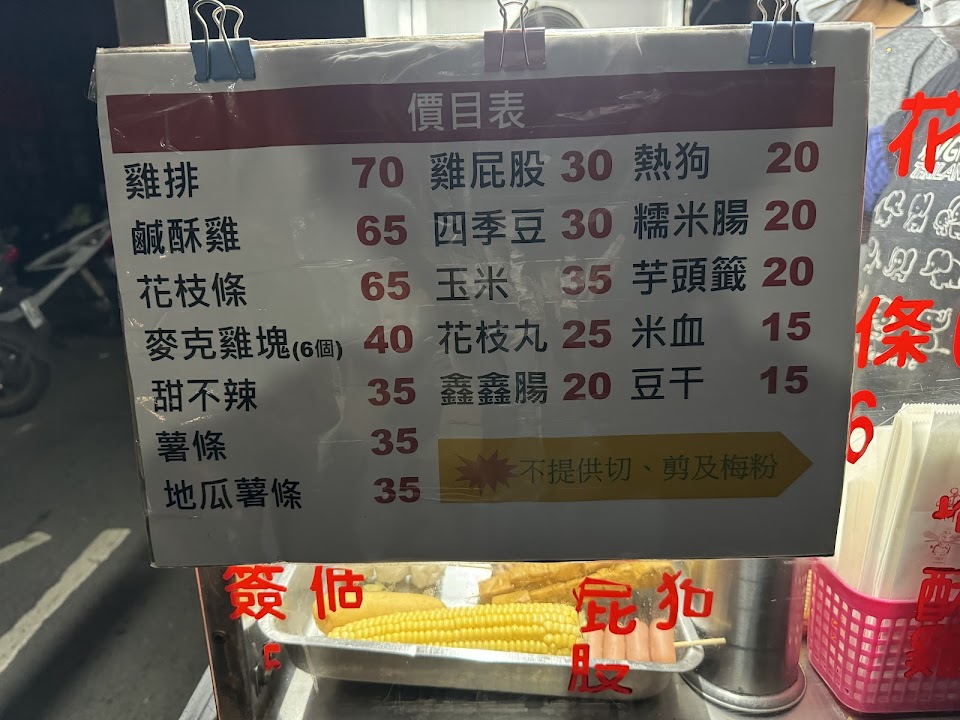 價目表
雞排 70
鹹酥雞 65
花枝條 65
麥克雞塊(6個) 40
甜不辣 35
薯條 35
地瓜薯條 35
雞屁股 30
四季豆 30
玉米 35
花枝丸 25
鑫鑫腸 20
熱狗 20
糯米腸 20
芋頭籤 20
米血 15
豆干 15
不提供切、剪及梅粉
花
條
6
屁股
狗